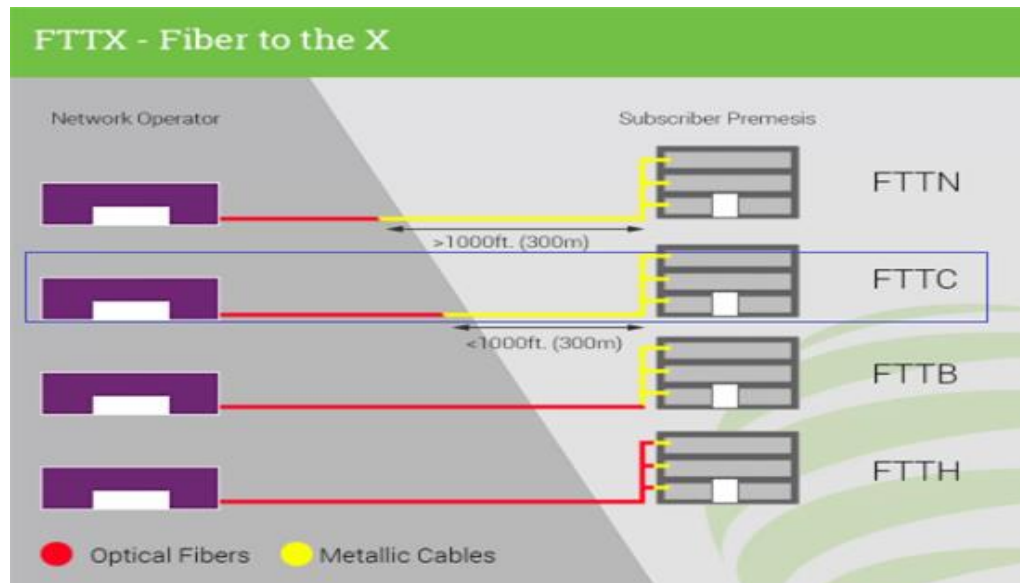 FTTX - Fiber to the X
Network Operator
Subscriber Premesis
FTTN
>1000ft. (300m)
FTTC
<1000ft. (300m)
FTTB
FTTH
Optical Fibers
Metallic Cables